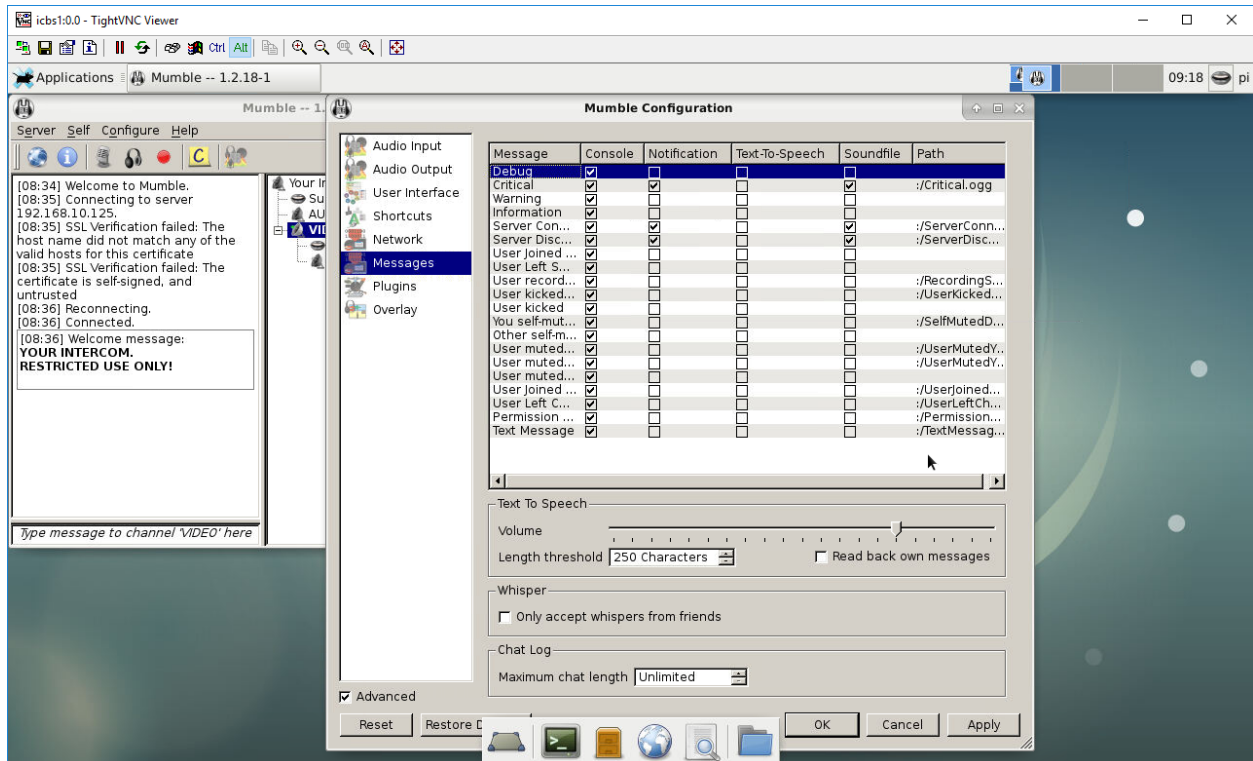 icbs1:0.0 - TightVNC Viewer
Ctrl Alt
Applications Mumble -- 1.2.18-1 09:18 pi
Mumble -- 1.
Server Self Configure Help
C
[08:34] Welcome to Mumble.
[08:35] Connecting to server
192.168.10.125.
[08:35] SSL Verification failed: The
host name did not match any of the
valid hosts for this certificate
[08:35] SSL Verification failed: The
certificate is self-signed, and
untrusted
[08:36] Reconnecting.
[08:36] Connected.
[08:36] Welcome message:
YOUR INTERCOM.
RESTRICTED USE ONLY!
Type message to channel 'VIDEO' here
Your Ir
Su
AU
VI
Mumble Configuration
Audio Input
Audio Output
User Interface
Shortcuts
Network
Messages
Plugins
Overlay
Message Console Notification Text-To-Speech Soundfile Path
Debug
Critical :/Critical.ogg
Warning
Information
Server Con... :/ServerConn...
Server Disc... :/ServerDisc...
User Joined ...
User Left S...
User record... :/RecordingS...
User kicked... :/UserKicked...
User kicked
You self-mut... :/SelfMutedD...
Other self-m...
User muted... :/UserMutedY...
User muted... :/UserMutedY...
User muted...
User Joined ... :/UserJoined...
User Left C... :/UserLeftCh...
Permission ... :/Permission...
Text Message :/TextMessag...
Text To Speech
Volume
Length threshold 250 Characters Read back own messages
Whisper
Only accept whispers from friends
Chat Log
Maximum chat length Unlimited
Advanced
Reset Restore D OK Cancel Apply